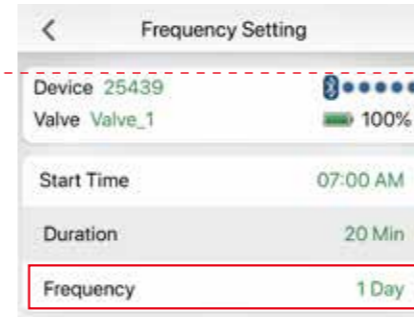 Frequency Setting
Device 25439
Valve Valve_1 100%
Start Time 07:00 AM
Duration 20 Min
Frequency 1 Day